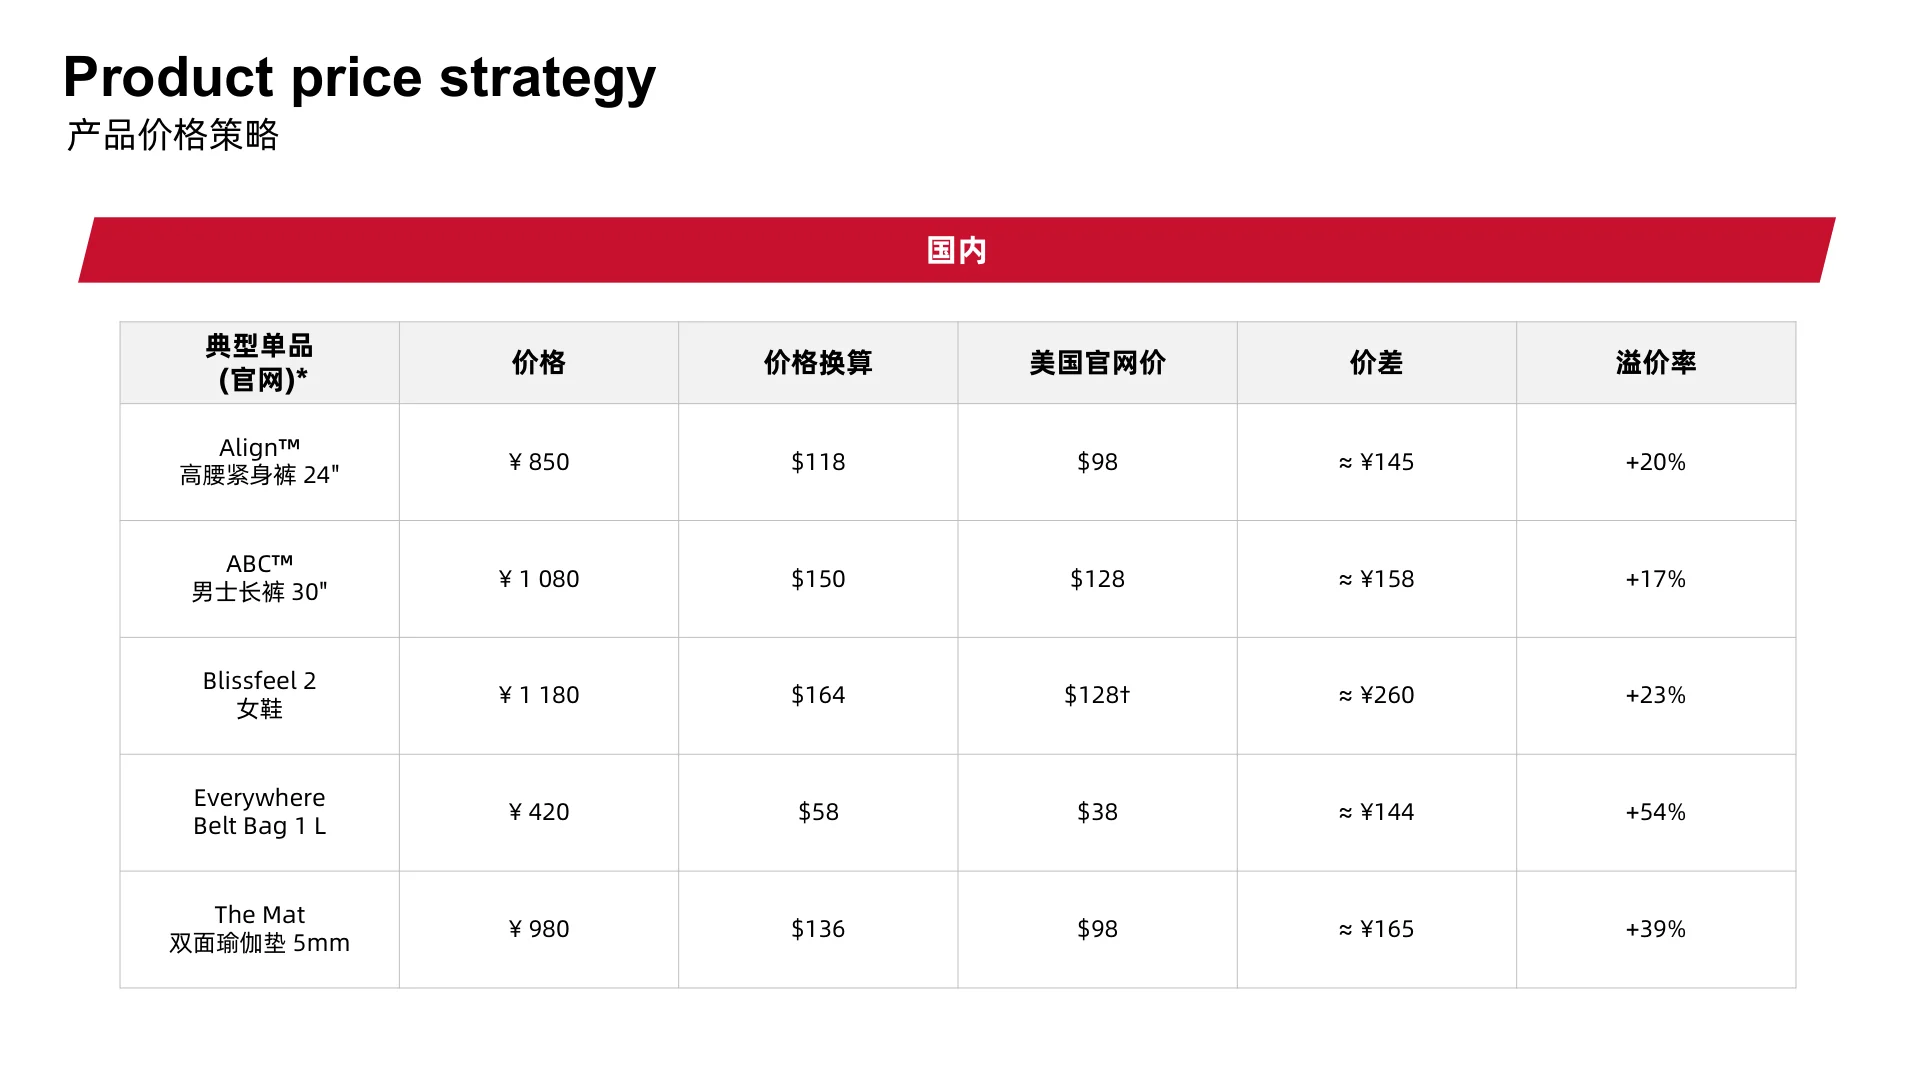 Product price strategy
产品价格策略
国内
典型单品
(官网)*
价格
价格换算
美国官网价
价差
溢价率
Align™
高腰紧身裤 24"
¥ 850
$118
$98
≈ ¥145
+20%
ABC™
男士长裤 30"
¥ 1 080
$150
$128
≈ ¥158
+17%
Blissfeel 2
女鞋
¥ 1 180
$164
$128†
≈ ¥260
+23%
Everywhere
Belt Bag 1 L
¥ 420
$58
$38
≈ ¥144
+54%
The Mat
双面瑜伽垫 5mm
¥ 980
$136
$98
≈ ¥165
+39%